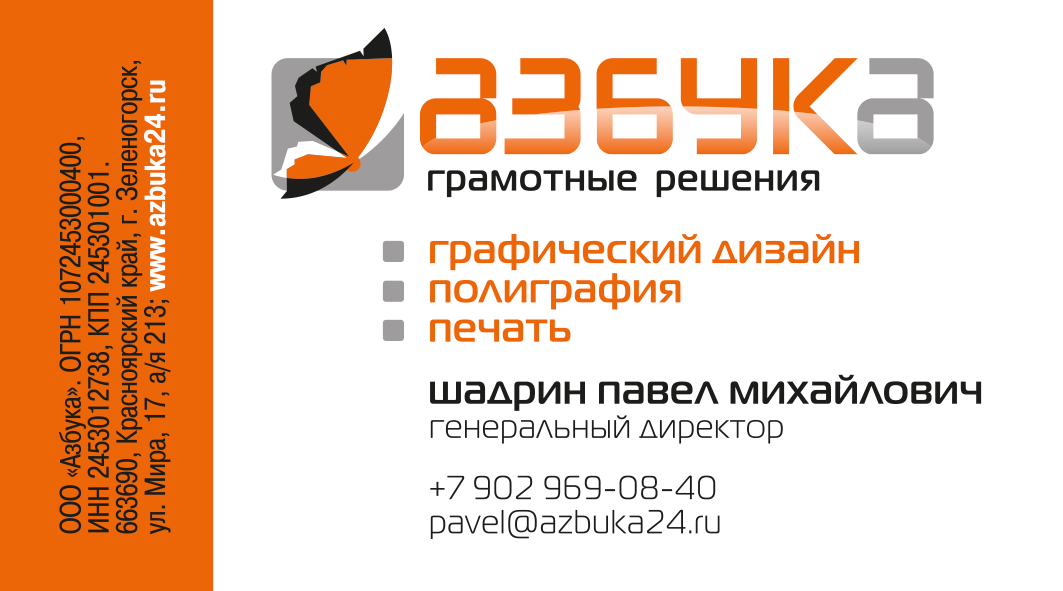 ООО «Азбука». ОГРН 1072453000400,
ИНН 2453012738, КПП 245301001.
663690, Красноярский край, г. Зеленогорск,
ул. Мира, 17, а/я 213; www.azbuka24.ru
азбука
грамотные решения
графический дизайн
полиграфия
печать
шадрин павел михайлович
генеральный директор
+7 902 969-08-40
pavel@azbuka24.ru